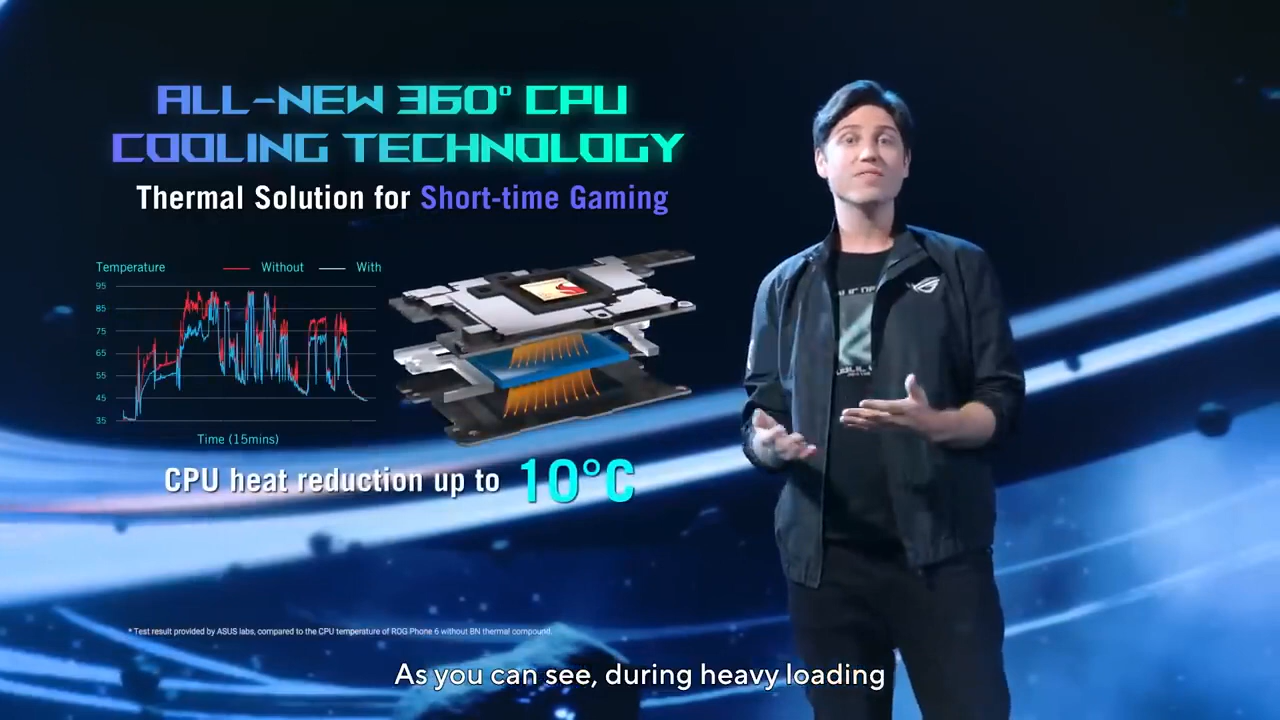 ALL-NEW 360° CPU
COOLING TECHNOLOGY
Thermal Solution for Short-time Gaming
Temperature
Without
With
95
85
75
65
55
45
35
Time (15mins)
CPU heat reduction up to 10°C
* Test result provided by ASUS labs, compared to the CPU temperature of ROG Phone 6 without BN thermal compound.
As you can see, during heavy loading